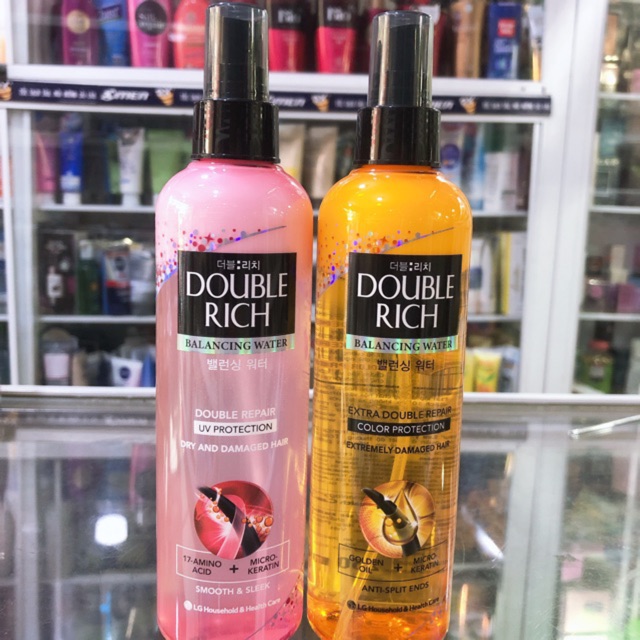 XMEN
더블:리치
DOUBLE
RICH
BALANCING WATER
밸런싱 워터
DOUBLE REPAIR
UV PROTECTION
DRY AND DAMAGED HAIR
17-AMINO
ACID
+
MICRO-
KERATIN
SMOOTH & SLEEK
LG Household & Health Care
더블:리치
DOUBLE
RICH
BALANCING WATER
밸런싱 워터
EXTRA DOUBLE REPAIR
COLOR PROTECTION
EXTREMELY DAMAGED HAIR
GOLDEN
OIL™
+
MICRO-
KERATIN
ANTI-SPLIT ENDS
LG Household & Health Care